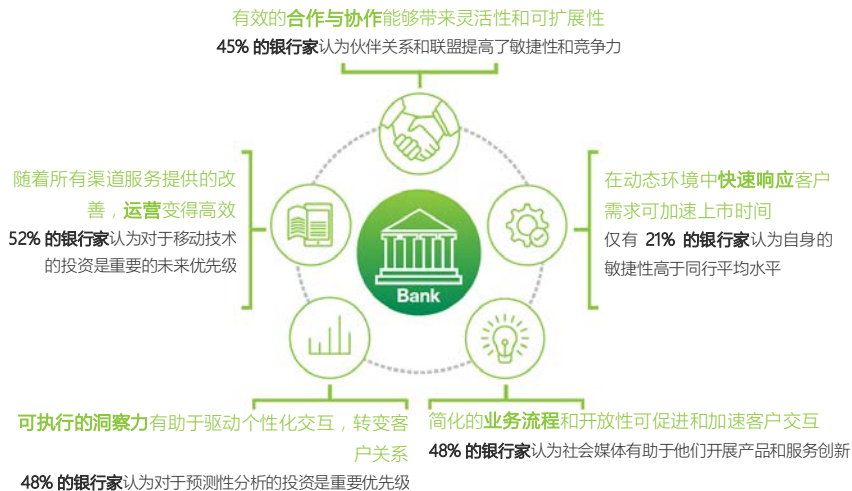 有效的合作与协作能够带来灵活性和可扩展性
45% 的银行家认为伙伴关系和联盟提高了敏捷性和竞争力
随着所有渠道服务提供的改
善，运营变得高效
52% 的银行家认为对于移动技术
的投资是重要的未来优先级
在动态环境中快速响应客户
需求可加速上市时间
仅有 21% 的银行家认为自身的
敏捷性高于同行平均水平
Bank
可执行的洞察力有助于驱动个性化交互，转变客
户关系
48% 的银行家认为对于预测性分析的投资是重要优先级
简化的业务流程和开放性可促进和加速客户交互
48% 的银行家认为社会媒体有助于他们开展产品和服务创新